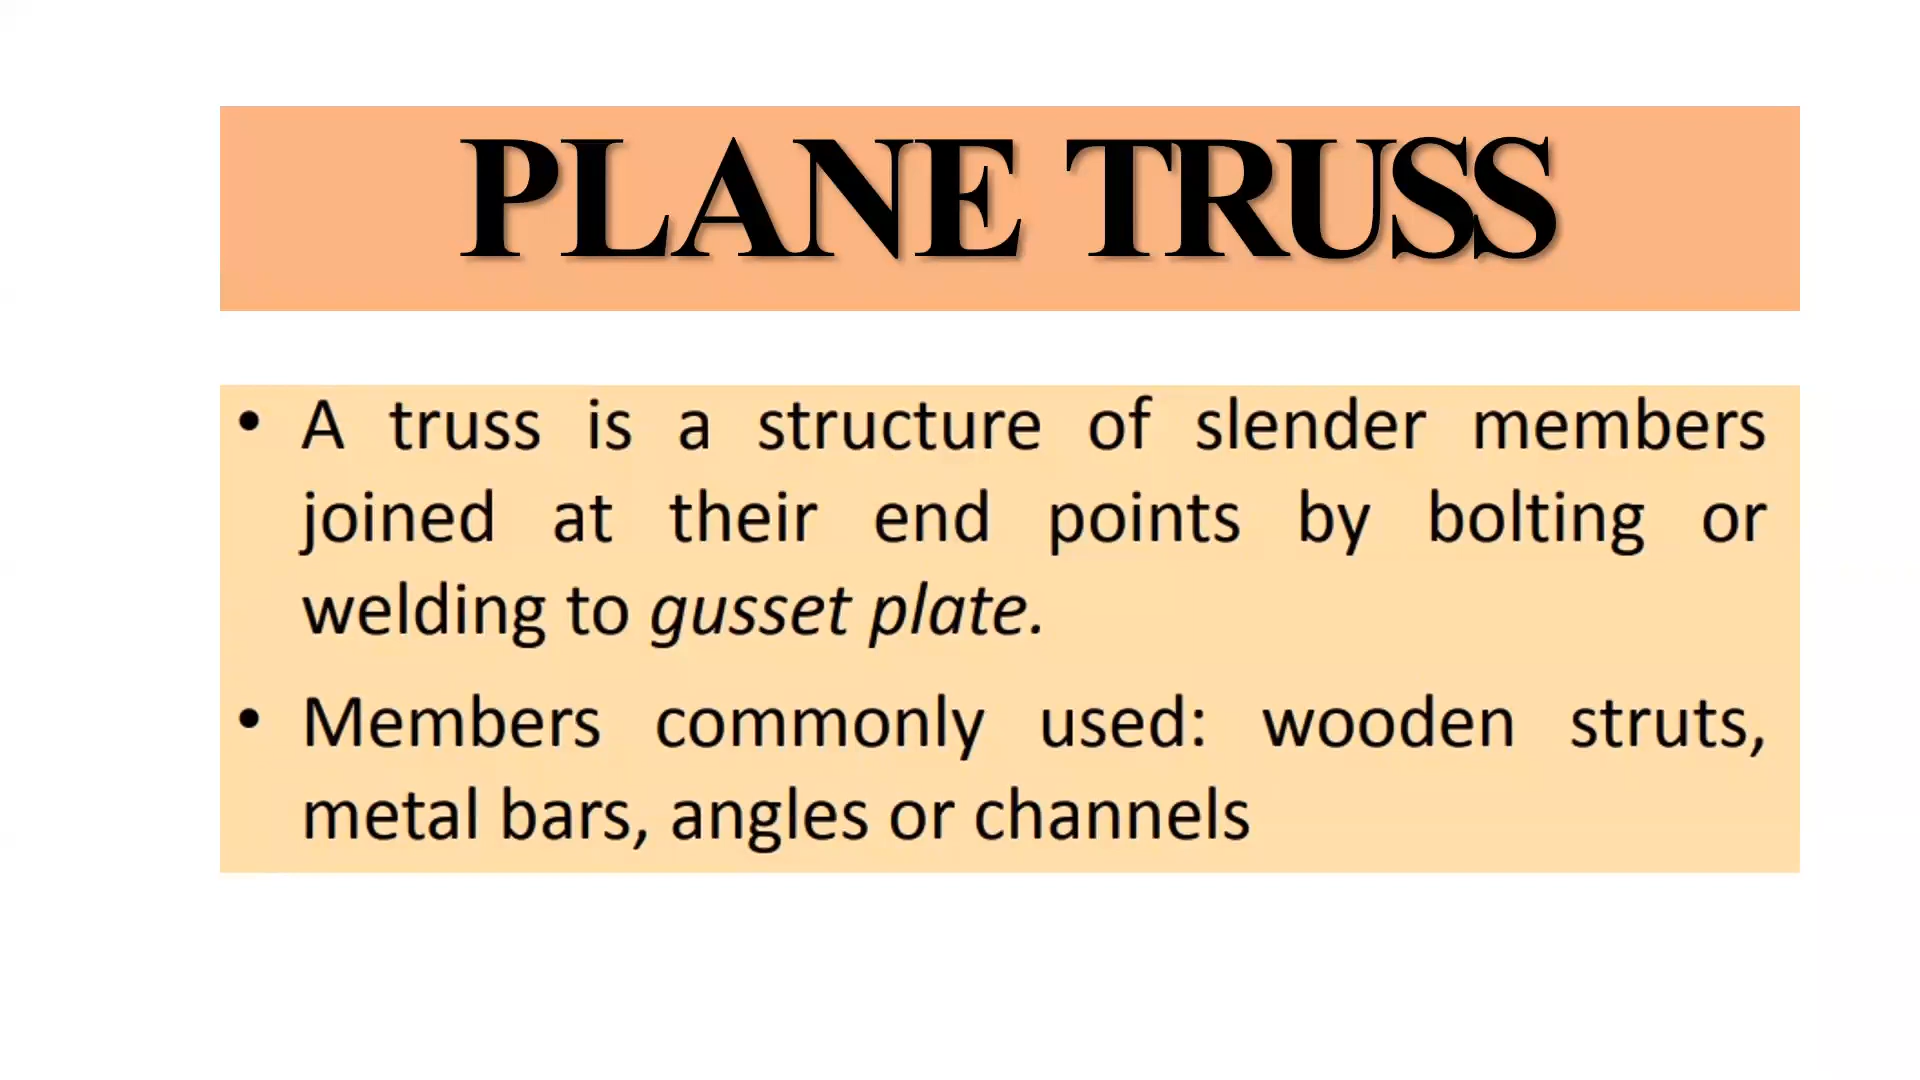 PLANE TRUSS
• A truss is a structure of slender members
joined at their end points by bolting or
welding to gusset plate.
• Members commonly used: wooden struts,
metal bars, angles or channels